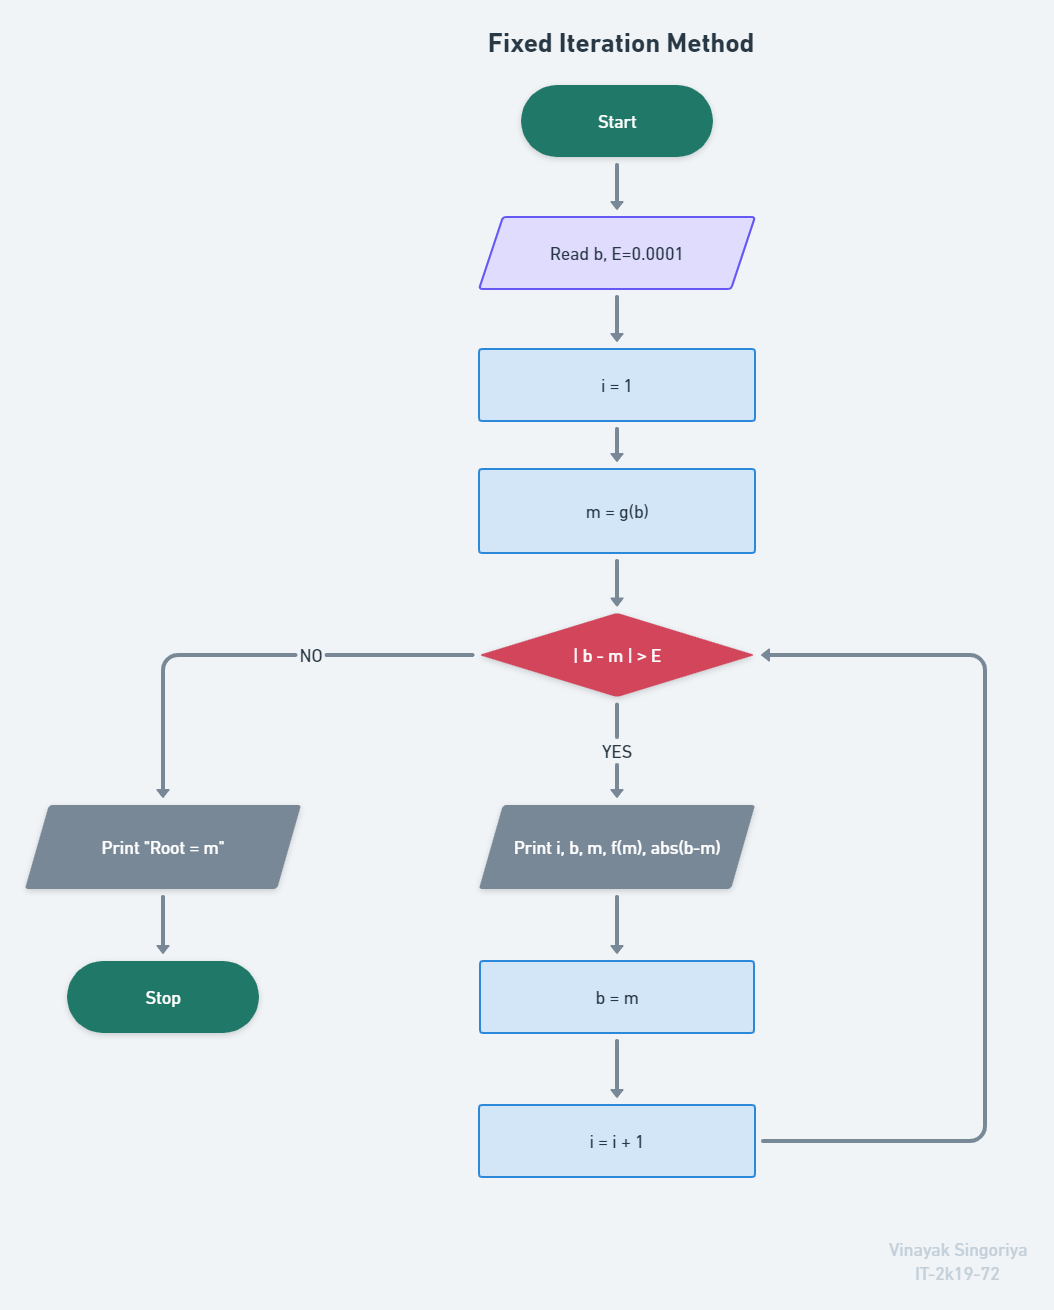 Fixed Iteration Method
Start
Read b, E=0.0001
i = 1
m = g(b)
| b - m | > E
NO
YES
Print "Root = m"
Print i, b, m, f(m), abs(b-m)
Stop
b = m
i = i + 1
Vinayak Singoriya
IT-2k19-72